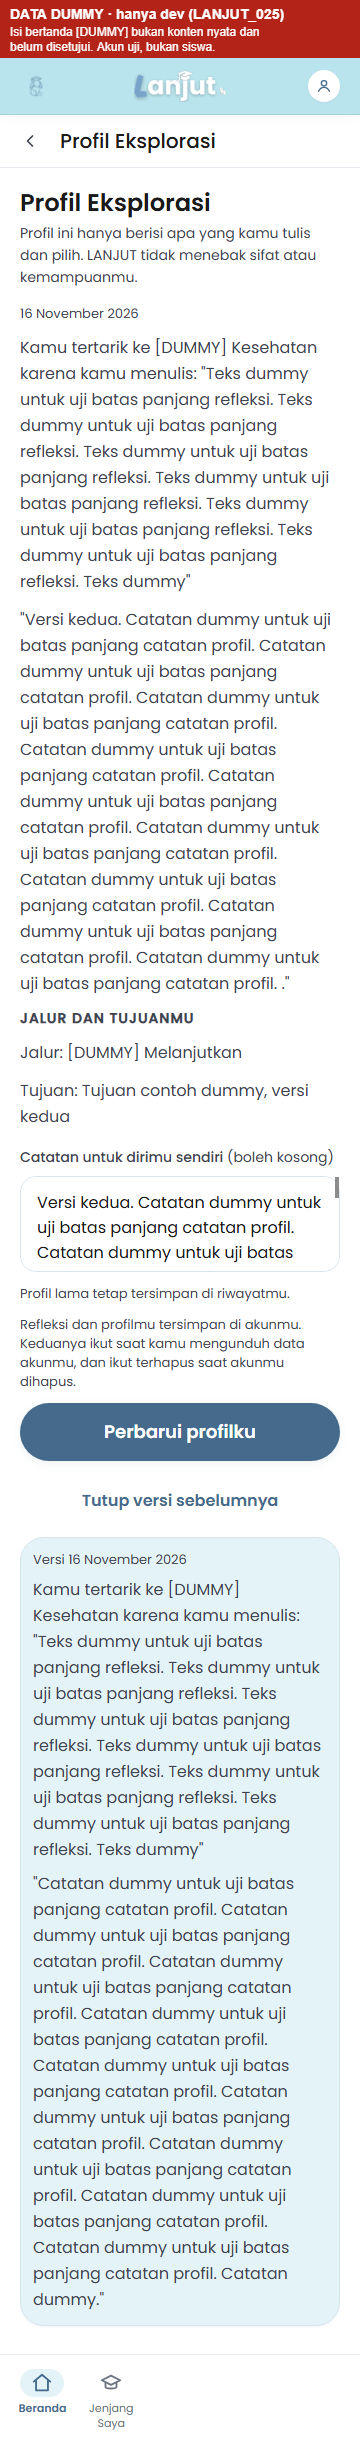 DATA DUMMY · hanya dev (LANJUT_025)
Isi bertanda [DUMMY] bukan konten nyata dan
belum disetujui. Akun uji, bukan siswa.
Lanjut
Profil Eksplorasi
Profil Eksplorasi
Profil ini hanya berisi apa yang kamu tulis
dan pilih. LANJUT tidak menebak sifat atau
kemampuanmu.
16 November 2026
Kamu tertarik ke [DUMMY] Kesehatan
karena kamu menulis: "Teks dummy
untuk uji batas panjang refleksi. Teks
dummy untuk uji batas panjang
refleksi. Teks dummy untuk uji batas
panjang refleksi. Teks dummy untuk uji
batas panjang refleksi. Teks dummy
untuk uji batas panjang refleksi. Teks
dummy untuk uji batas panjang
refleksi. Teks dummy"
"Versi kedua. Catatan dummy untuk uji
batas panjang catatan profil. Catatan
dummy untuk uji batas panjang
catatan profil. Catatan dummy untuk
uji batas panjang catatan profil.
Catatan dummy untuk uji batas
panjang catatan profil. Catatan
dummy untuk uji batas panjang
catatan profil. Catatan dummy untuk
uji batas panjang catatan profil.
Catatan dummy untuk uji batas
panjang catatan profil. Catatan
dummy untuk uji batas panjang
catatan profil. Catatan dummy untuk
uji batas panjang catatan profil. ."
JALUR DAN TUJUANMU
Jalur: [DUMMY] Melanjutkan
Tujuan: Tujuan contoh dummy, versi
kedua
Catatan untuk dirimu sendiri (boleh kosong)
Versi kedua. Catatan dummy untuk
uji batas panjang catatan profil.
Catatan dummy untuk uji batas
Profil lama tetap tersimpan di riwayatmu.
Refleksi dan profilmu tersimpan di akunmu.
Keduanya ikut saat kamu mengunduh data
akunmu, dan ikut terhapus saat akunmu
dihapus.
Perbarui profilku
Tutup versi sebelumnya
Versi 16 November 2026
Kamu tertarik ke [DUMMY]
Kesehatan karena kamu menulis:
"Teks dummy untuk uji batas
panjang refleksi. Teks dummy untuk
uji batas panjang refleksi. Teks
dummy untuk uji batas panjang
refleksi. Teks dummy untuk uji batas
panjang refleksi. Teks dummy untuk
uji batas panjang refleksi. Teks
dummy untuk uji batas panjang
refleksi. Teks dummy"
"Catatan dummy untuk uji batas
panjang catatan profil. Catatan
dummy untuk uji batas panjang
catatan profil. Catatan dummy
untuk uji batas panjang catatan
profil. Catatan dummy untuk uji
batas panjang catatan profil.
Catatan dummy untuk uji batas
panjang catatan profil. Catatan
dummy untuk uji batas panjang
catatan profil. Catatan dummy
untuk uji batas panjang catatan
profil. Catatan dummy untuk uji
batas panjang catatan profil.
Catatan dummy untuk uji batas
panjang catatan profil. Catatan
dummy."
Beranda
Jenjang
Saya